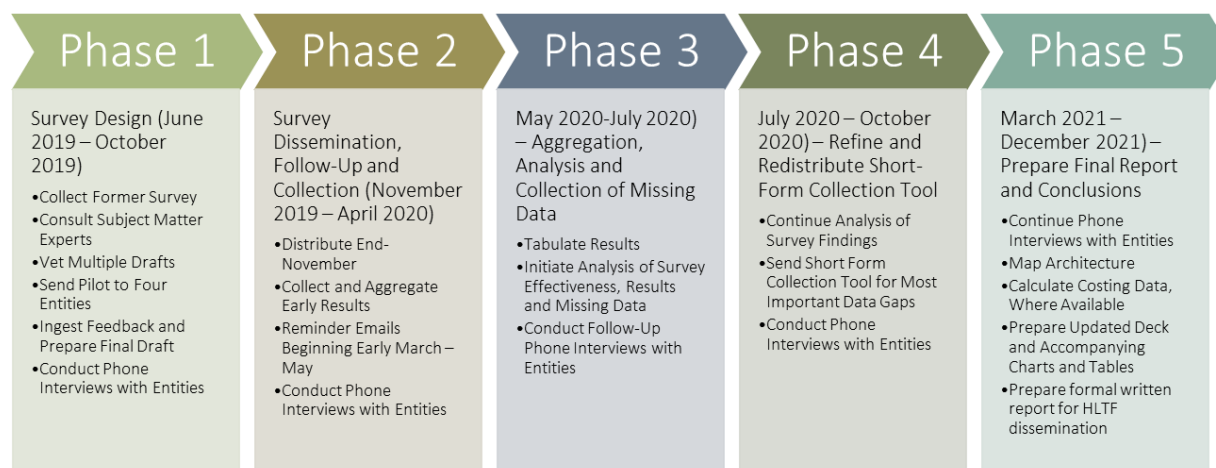 Phase 1
Survey Design (June
2019 – October
2019)
•Collect Former Survey
•Consult Subject Matter
Experts
•Vet Multiple Drafts
•Send Pilot to Four
Entities
•Ingest Feedback and
Prepare Final Draft
•Conduct Phone
Interviews with Entities
Phase 2
Survey
Dissemination,
Follow-Up and
Collection (November
2019 – April 2020)
•Distribute End-
November
•Collect and Aggregate
Early Results
•Reminder Emails
Beginning Early March –
May
•Conduct Phone
Interviews with Entities
Phase 3
May 2020-July 2020)
– Aggregation,
Analysis and
Collection of Missing
Data
•Tabulate Results
•Initiate Analysis of Survey
Effectiveness, Results
and Missing Data
•Conduct Follow-Up
Phone Interviews with
Entities
Phase 4
July 2020 – October
2020) – Refine and
Redistribute Short-
Form Collection Tool
•Continue Analysis of
Survey Findings
•Send Short Form
Collection Tool for Most
Important Data Gaps
•Conduct Phone
Interviews with Entities
Phase 5
March 2021 –
December 2021) –
Prepare Final Report
and Conclusions
•Continue Phone
Interviews with Entities
•Map Architecture
•Calculate Costing Data,
Where Available
•Prepare Updated Deck
and Accompanying
Charts and Tables
•Prepare formal written
report for HLTF
dissemination